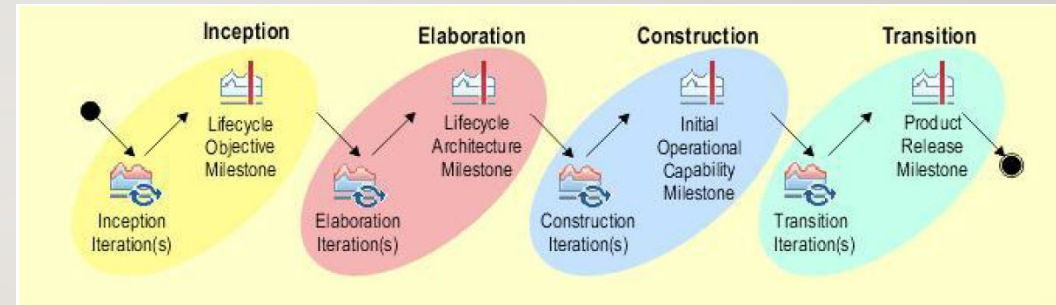 Inception
Elaboration
Construction
Transition
Lifecycle
Objective
Milestone
Inception
Iteration(s)
Lifecycle
Architecture
Milestone
Elaboration
Iteration(s)
Initial
Operational
Capability
Milestone
Construction
Iteration(s)
Product
Release
Milestone
Transition
Iteration(s)